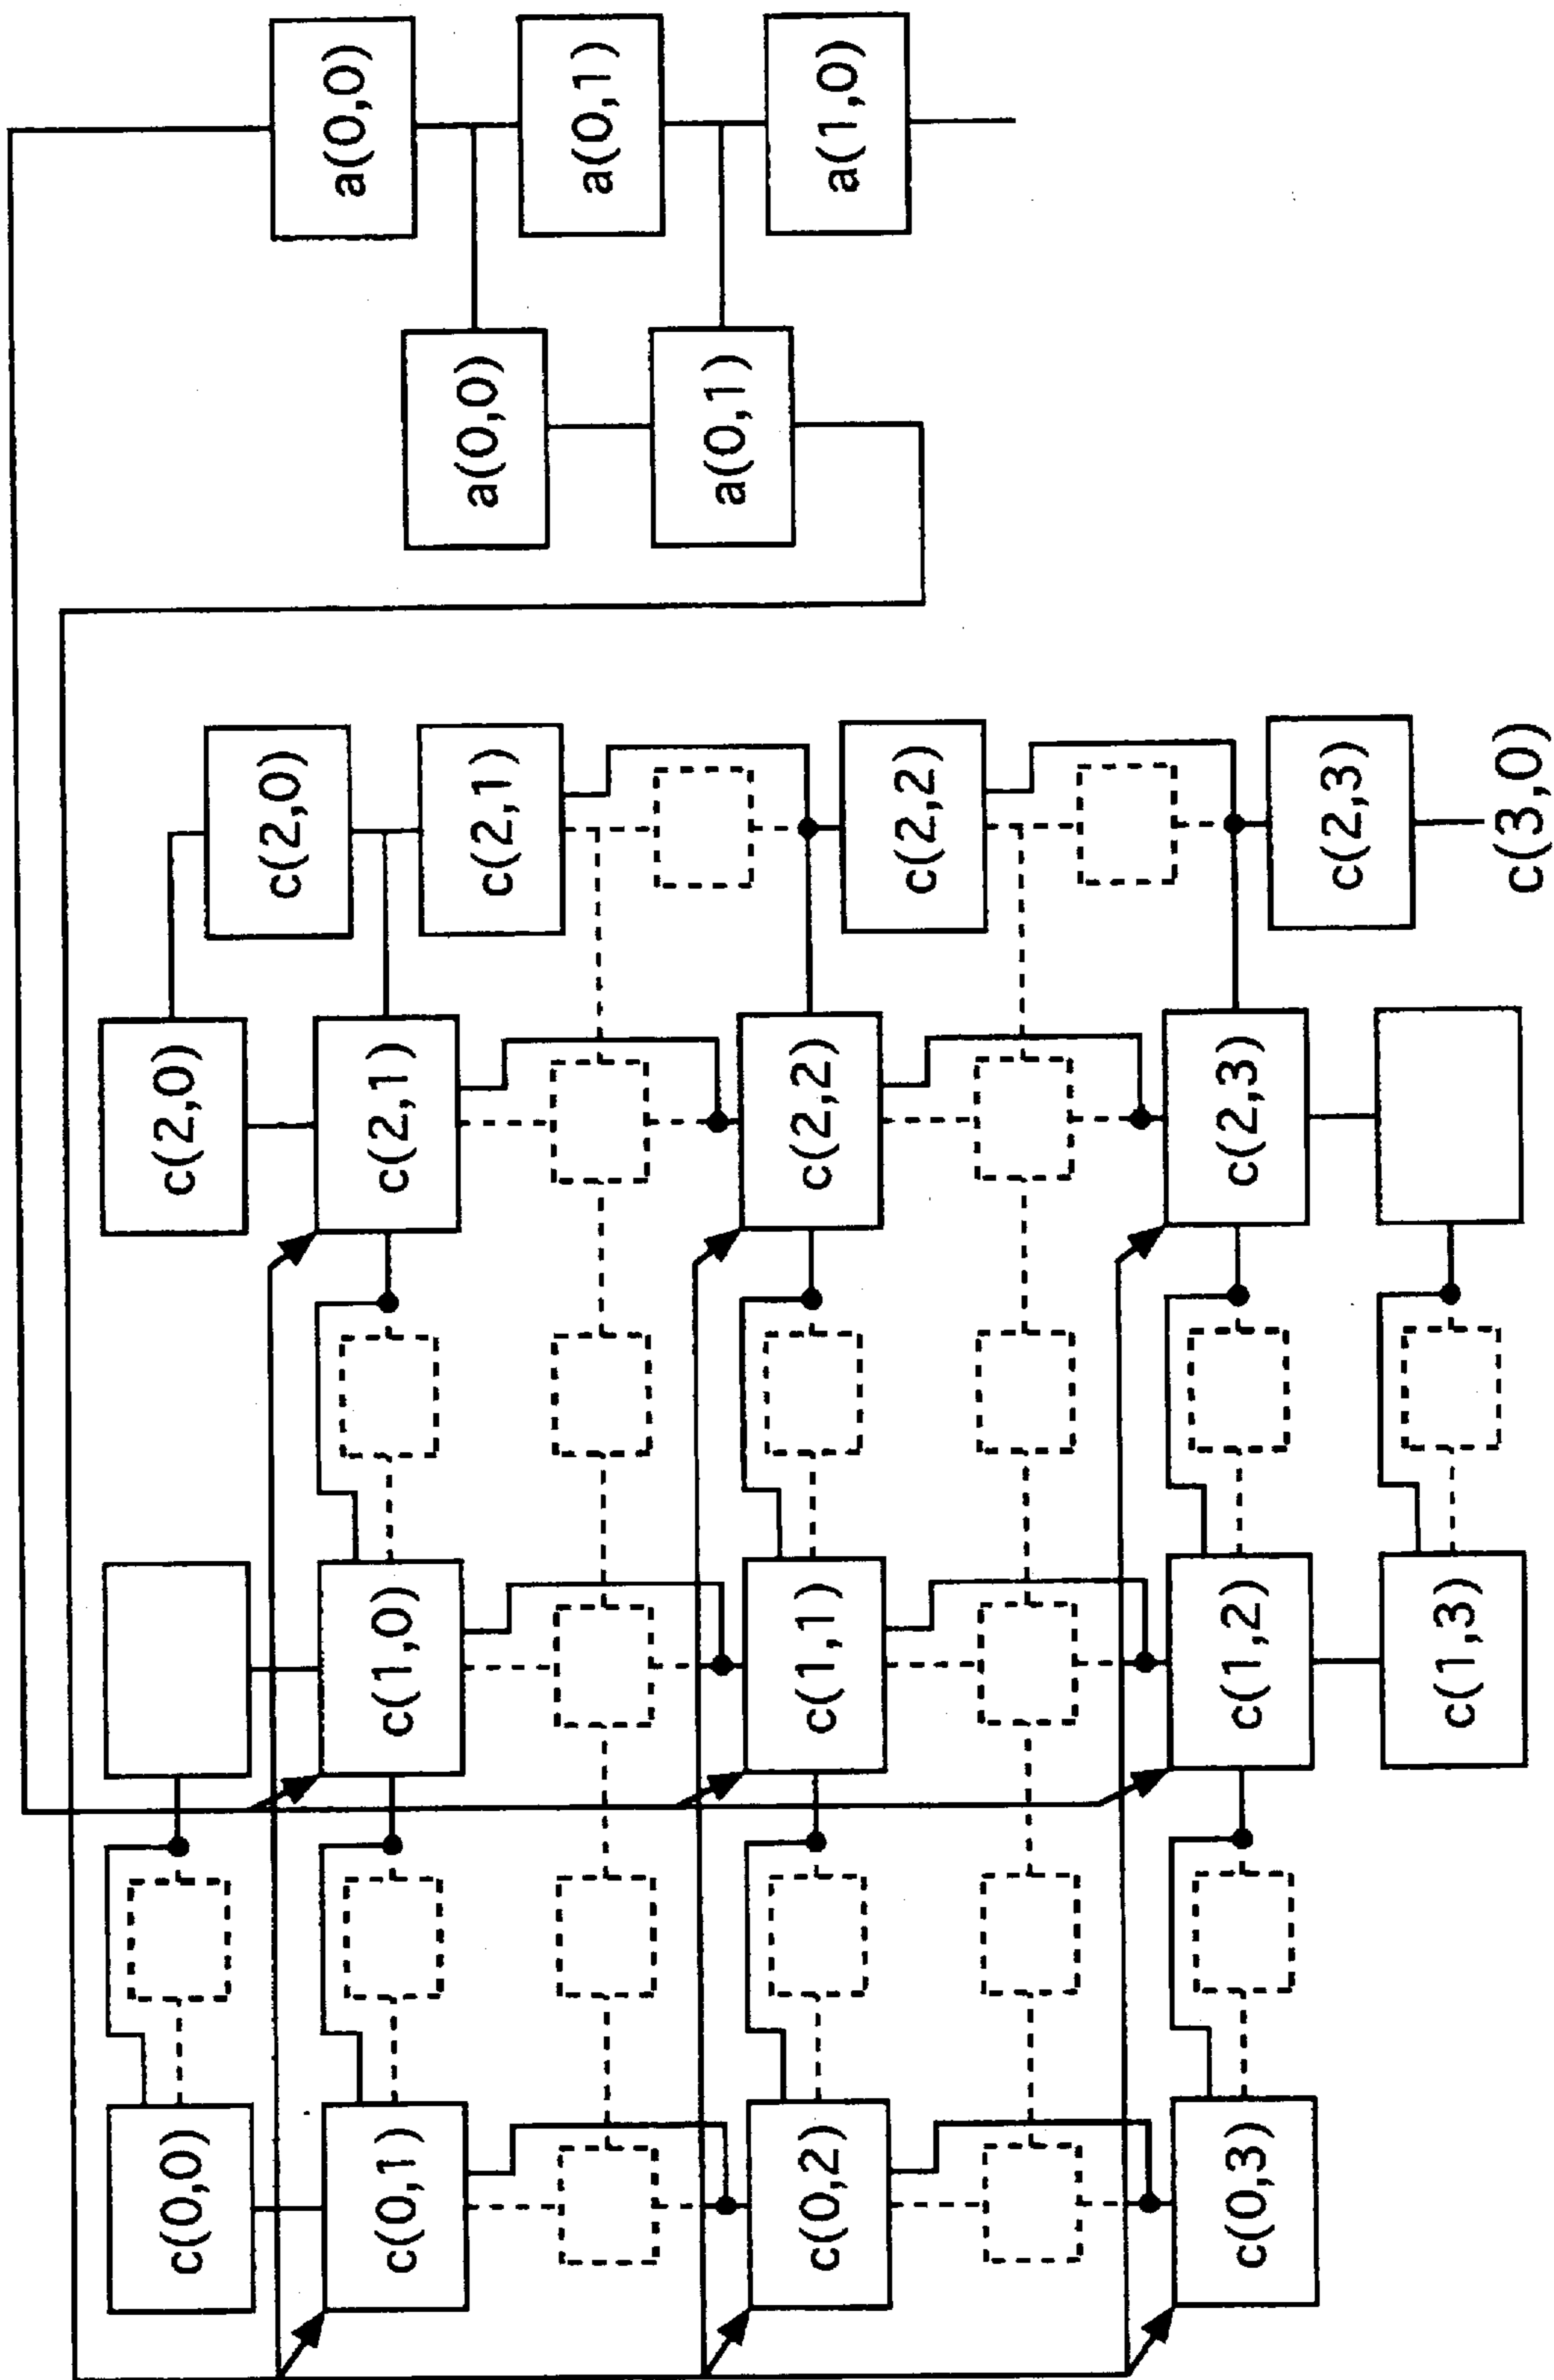 c(0,0)
c(2,0)
c(2,0)
a(0,0)
c(0,1)
c(1,0)
c(2,1)
c(2,1)
a(0,0)
a(0,1)
a(0,1)
c(0,2)
c(1,1)
c(2,2)
a(1,0)
c(2,2)
c(0,3)
c(1,2)
c(2,3)
c(2,3)
c(1,3)
c(3,0)